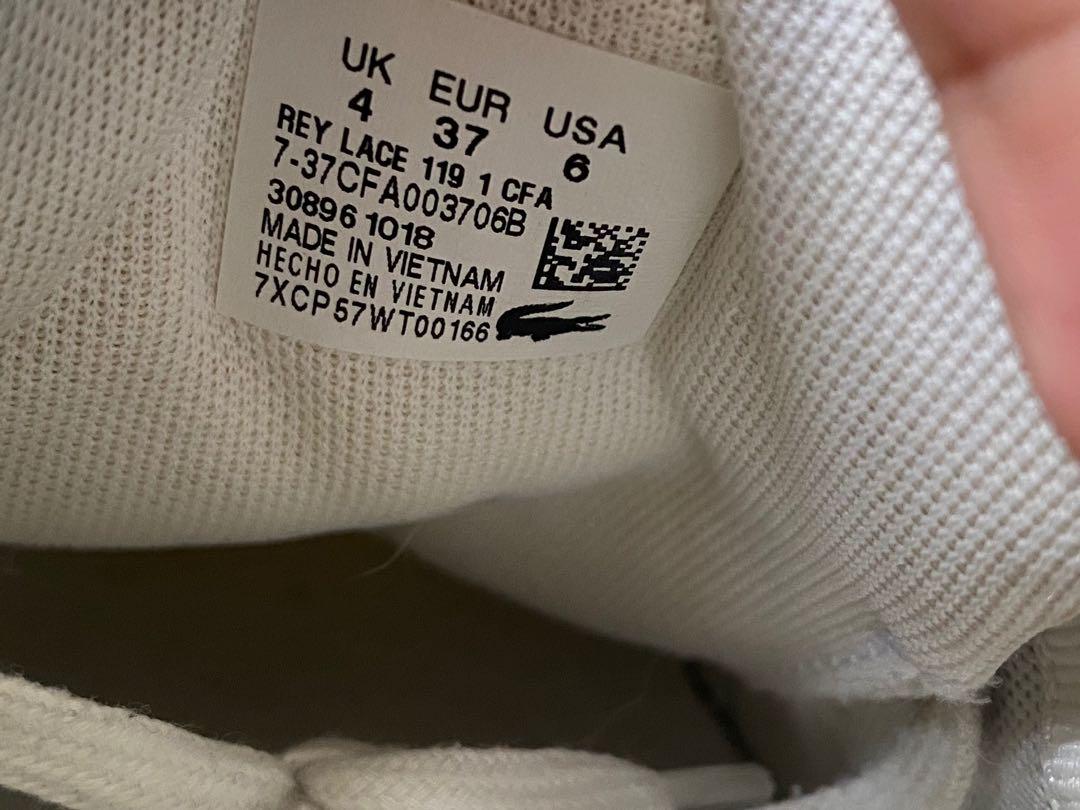 UK EUR USA
4 37 6
REY LACE 119 1 CFA
7-37CFA003706B
30896 1018
MADE IN VIETNAM
HECHO EN VIETNAM
7XCP57WT00166